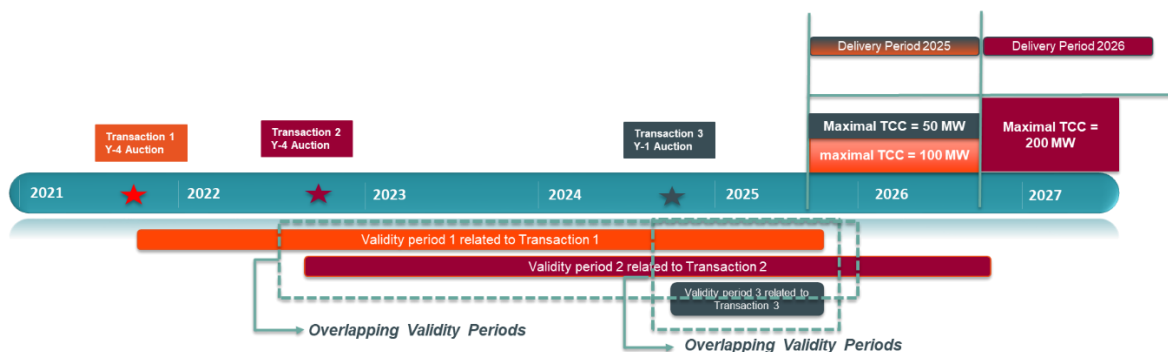 Delivery Period 2025
Delivery Period 2026
Transaction 1
Y-4 Auction
Transaction 2
Y-4 Auction
Transaction 3
Y-1 Auction
Maximal TCC = 50 MW
maximal TCC = 100 MW
Maximal TCC =
200 MW
2021
2022
2023
2024
2025
2026
2027
Validity period 1 related to Transaction 1
Validity period 2 related to Transaction 2
Validity period 3 related to
Transaction 3
Overlapping Validity Periods
Overlapping Validity Periods